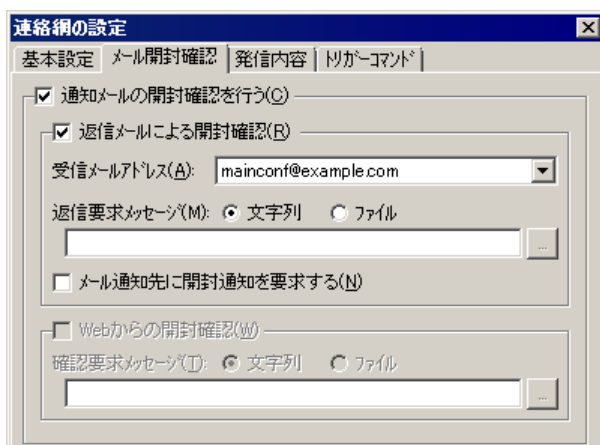 連絡網の設定
基本設定 メール開封確認 発信内容 トリガーコマンド
通知メールの開封確認を行う(C)
返信メールによる開封確認(R)
受信メールアドレス(A): mainconf@example.com
返信要求メッセージ(M): 文字列 ファイル
...
メール通知先に開封通知を要求する(N)
Webからの開封確認(W)
確認要求メッセージ(T): 文字列 ファイル
...